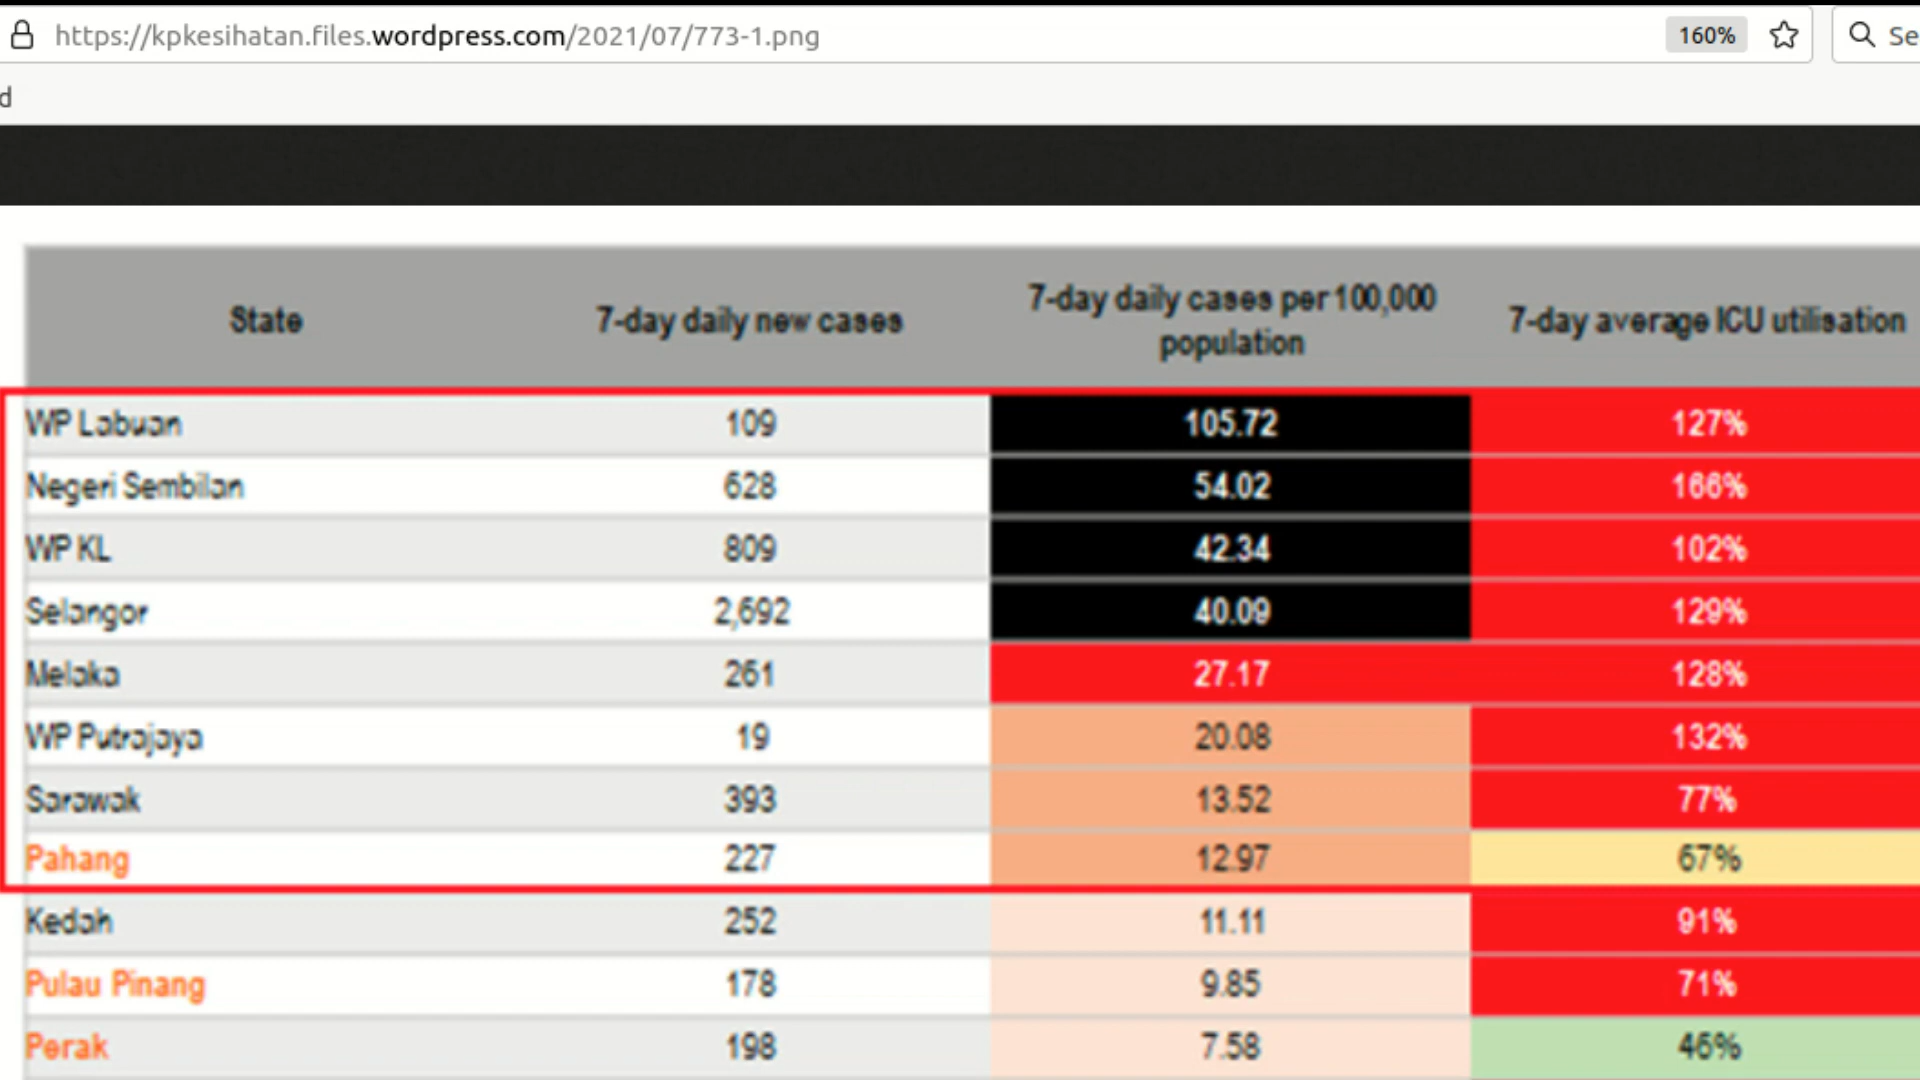 https://kpkesihatan.files.wordpress.com/2021/07/773-1.png 160% Se
d
State 7-day daily new cases 7-day daily cases per 100,000 population 7-day average ICU utilisation
WP Labuan 109 105.72 127%
Negeri Sembilan 628 54.02 166%
WP KL 809 42.34 102%
Selangor 2,692 40.09 129%
Melaka 261 27.17 128%
WP Putrajaya 19 20.08 132%
Sarawak 393 13.52 77%
Pahang 227 12.97 67%
Kedah 252 11.11 91%
Pulau Pinang 178 9.85 71%
Perak 198 7.58 46%